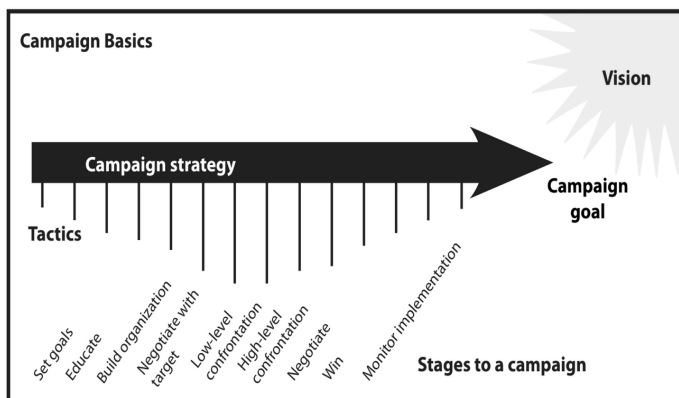 Campaign Basics
Vision
Campaign strategy
Campaign
goal
Tactics
Set goals
Educate
Build organization
Negotiate with
target
Low-level
confrontation
High-level
confrontation
Negotiate
Win
Monitor implementation
Stages to a campaign